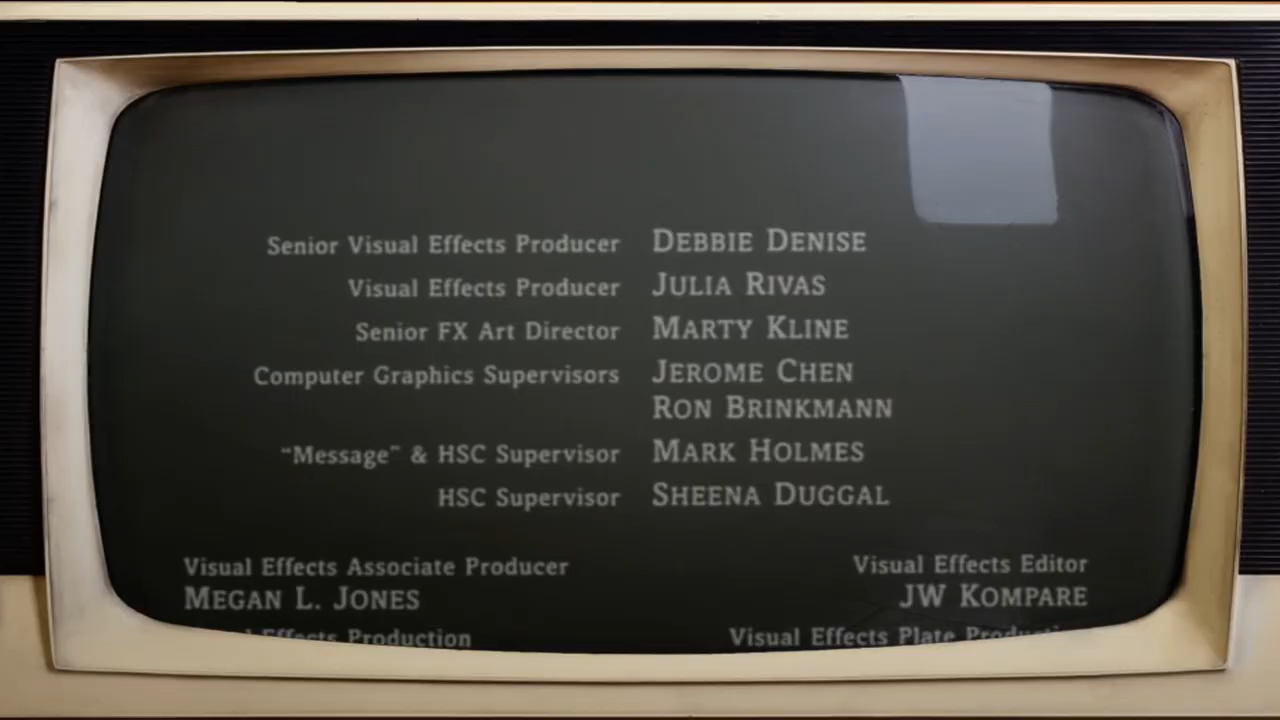 Senior Visual Effects Producer DEBBIE DENISE
Visual Effects Producer JULIA RIVAS
Senior FX Art Director MARTY KLINE
Computer Graphics Supervisors JEROME CHEN
RON BRINKMANN
“Message” & HSC Supervisor MARK HOLMES
HSC Supervisor SHEENA DUGGAL
Visual Effects Associate Producer
MEGAN L. JONES
Visual Effects Editor
JW KOMPARE
Effects Production
Visual Effects Plate